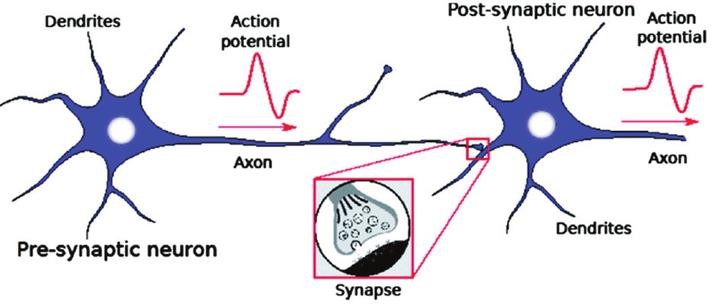 Dendrites
Action
potential
Axon
Pre-synaptic neuron
Synapse
Post-synaptic neuron
Action
potential
Axon
Dendrites